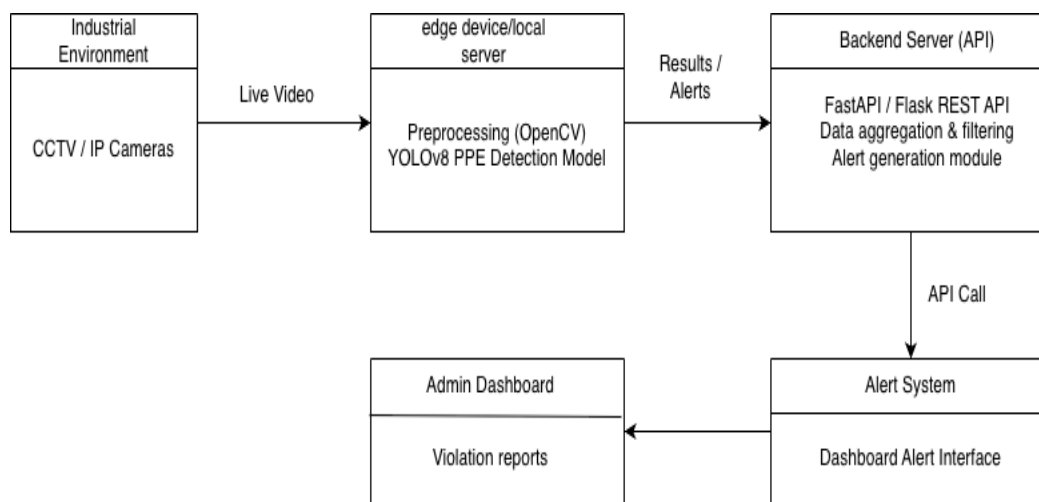 Industrial
Environment
CCTV / IP Cameras
Live Video
edge device/local
server
Preprocessing (OpenCV)
YOLOv8 PPE Detection Model
Results /
Alerts
Backend Server (API)
FastAPI / Flask REST API
Data aggregation & filtering
Alert generation module
API Call
Alert System
Dashboard Alert Interface
Admin Dashboard
Violation reports